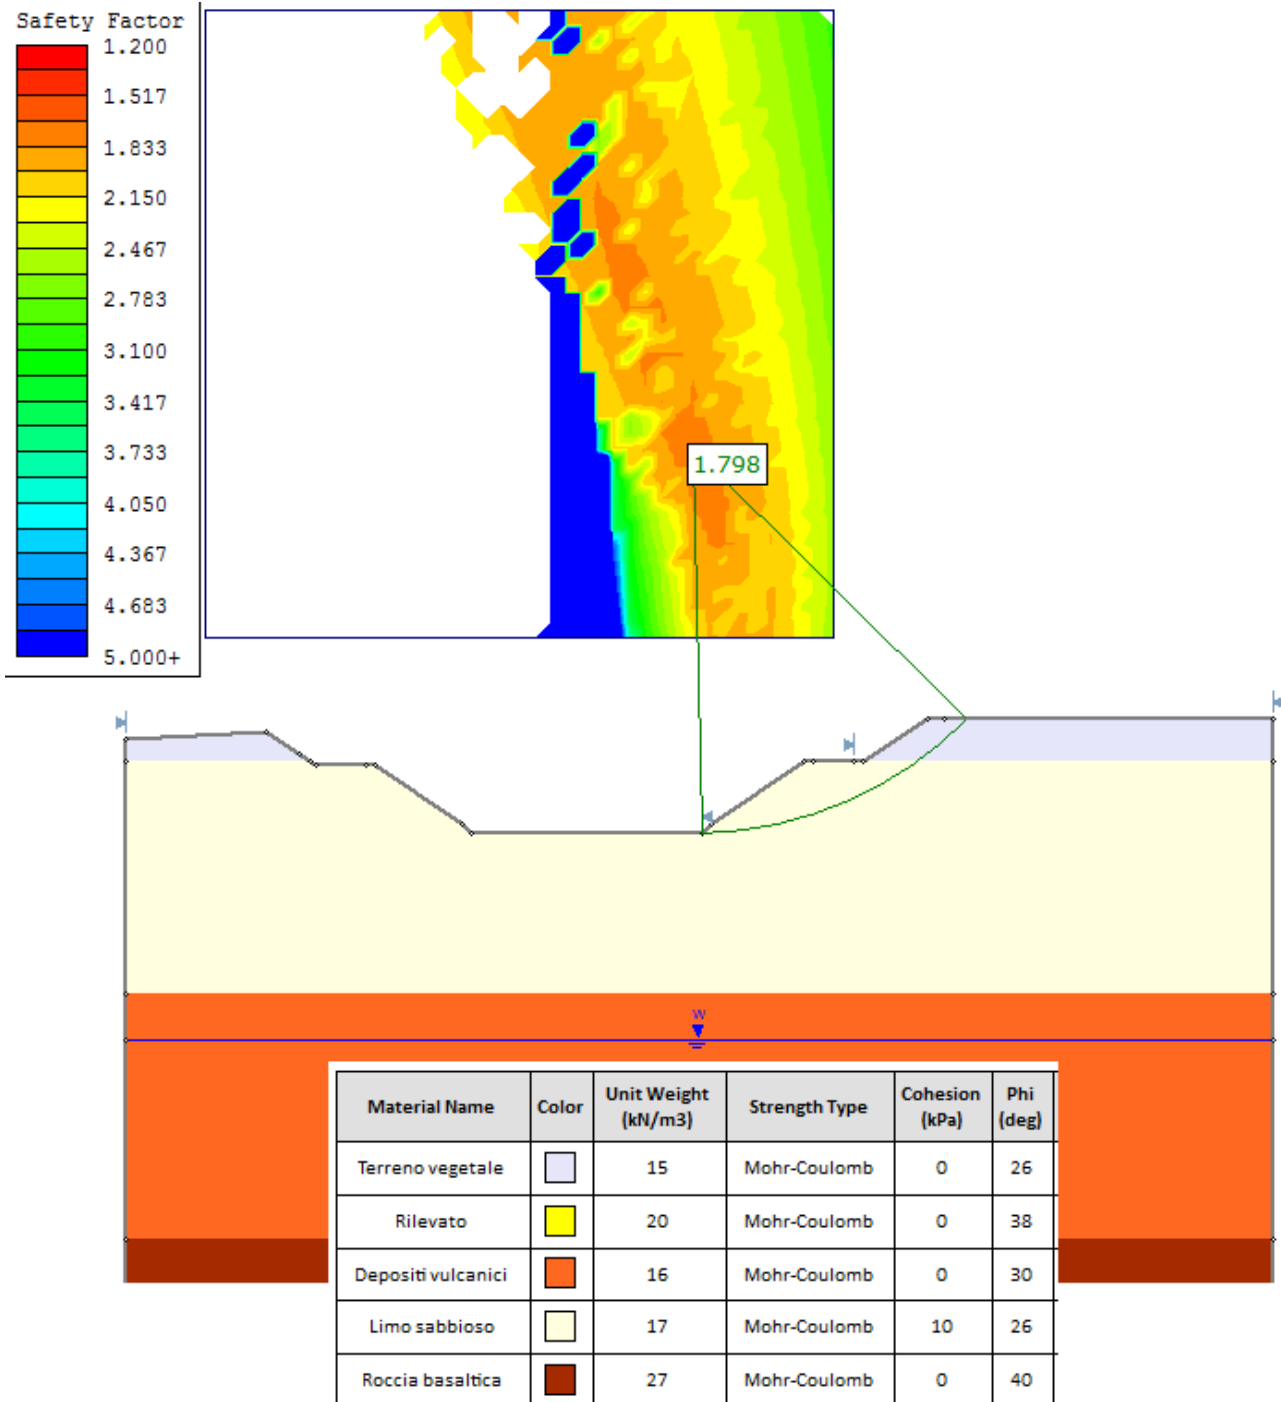 Safety Factor
1.200
1.517
1.833
2.150
2.467
2.783
3.100
3.417
3.733
4.050
4.367
4.683
5.000+
1.798
W
Material Name Color Unit Weight (kN/m3) Strength Type Cohesion (kPa) Phi (deg)
Terreno vegetale 15 Mohr-Coulomb 0 26
Rilevato 20 Mohr-Coulomb 0 38
Depositi vulcanici 16 Mohr-Coulomb 0 30
Limo sabbioso 17 Mohr-Coulomb 10 26
Roccia basaltica 27 Mohr-Coulomb 0 40